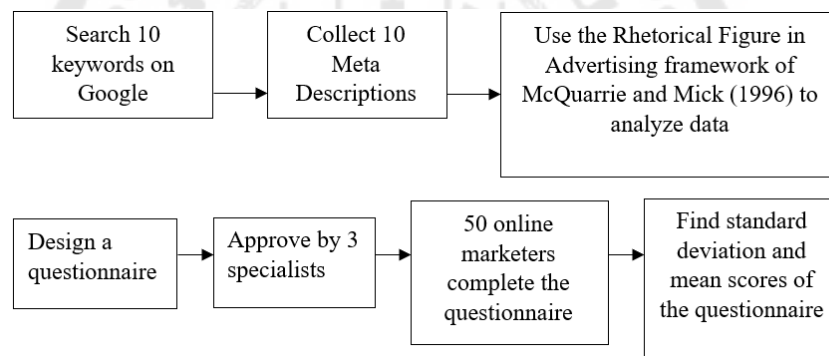 Search 10
keywords on
Google
Collect 10
Meta
Descriptions
Use the Rhetorical Figure in
Advertising framework of
McQuarrie and Mick (1996) to
analyze data
Design a
questionnaire
Approve by 3
specialists
50 online
marketers
complete the
questionnaire
Find standard
deviation and
mean scores of
the questionnaire